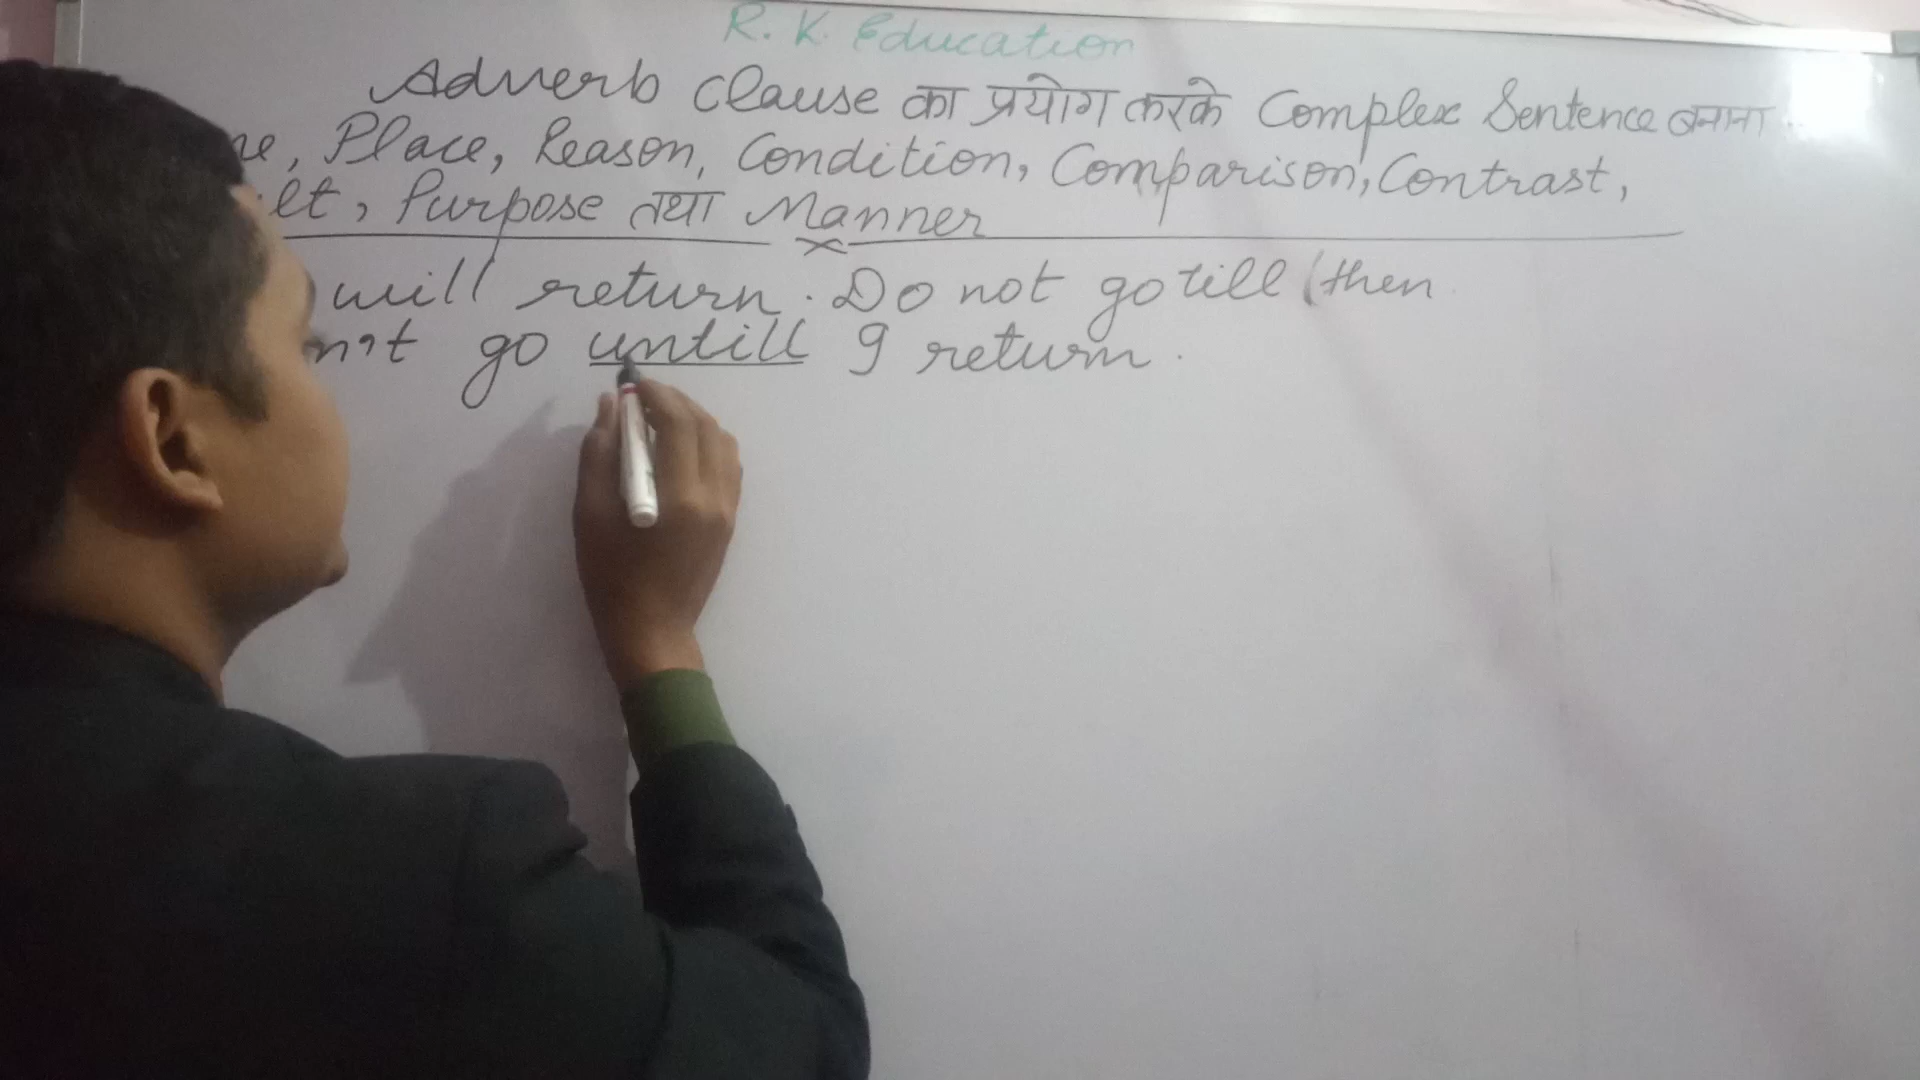 R. K. Education
Adverb clause का प्रयोग करके Complex Sentence बनाना
, Place, Reason, Condition, Comparison, Contrast,
, Purpose तथा Manner
will return. Do not go till (then
go untill I return.